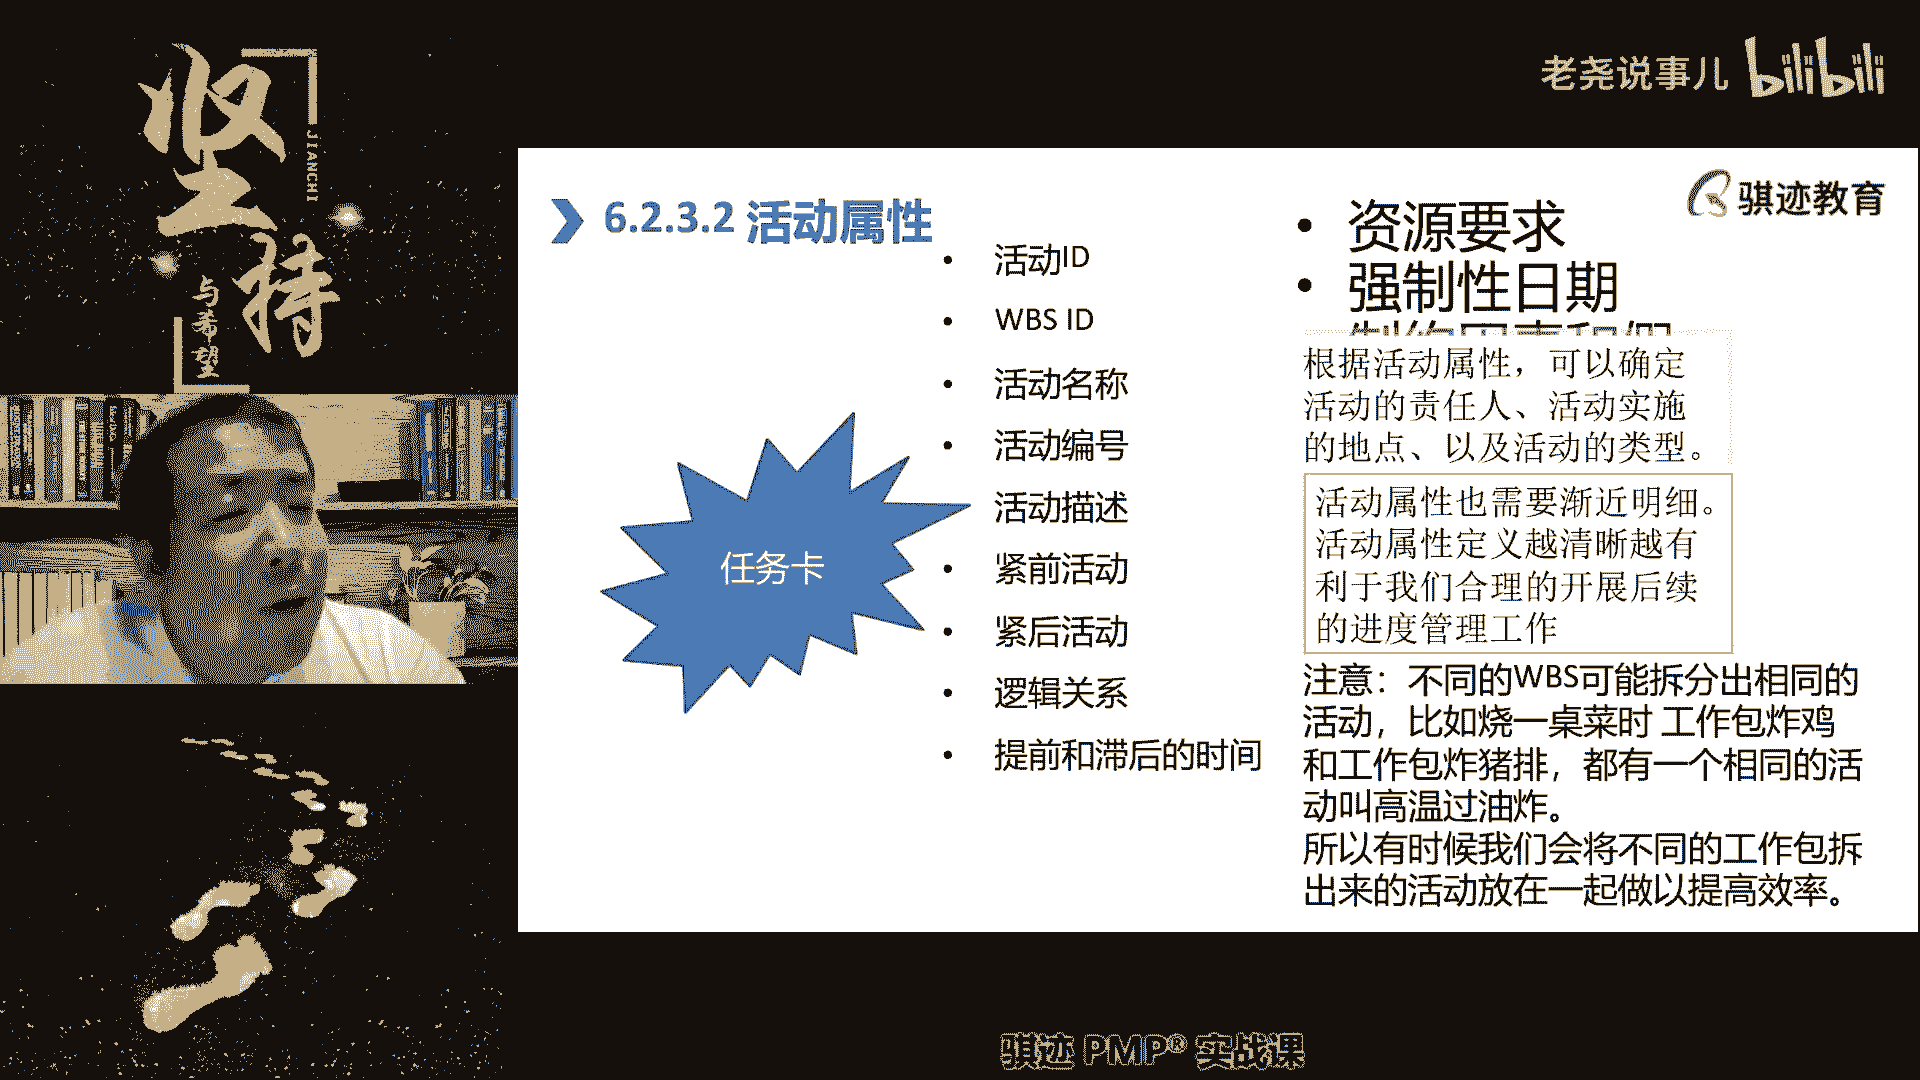 坚持
JIANCHI
与希望
老尧说事儿 bilibili
骐迹教育
6.2.3.2 活动属性
• 活动ID
• WBS ID
• 活动名称
• 活动编号
• 活动描述
• 紧前活动
• 紧后活动
• 逻辑关系
• 提前和滞后的时间
任务卡
• 资源要求
• 强制性日期
根据活动属性，可以确定
活动的责任人、活动实施
的地点、以及活动的类型。
活动属性也需要渐近明细。
活动属性定义越清晰越有
利于我们合理的开展后续
的进度管理工作
注意：不同的WBS可能拆分出相同的
活动，比如烧一桌菜时 工作包炸鸡
和工作包炸猪排，都有一个相同的活
动叫高温过油炸。
所以有时候我们会将不同的工作包拆
出来的活动放在一起做以提高效率。
骐迹 PMP® 实战课